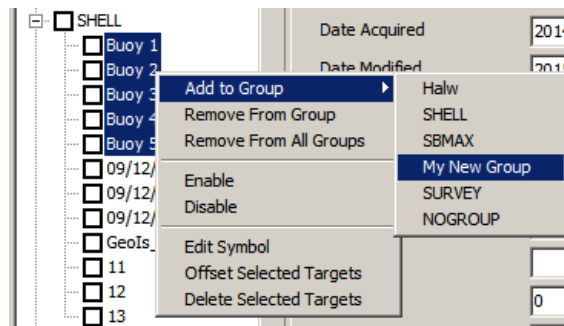 SHELL
Buoy 1
Buoy 2
Buoy 3
Buoy 4
Buoy 5
09/12/
09/12/
09/12/
GeoIs_
11
12
13
Add to Group
Remove From Group
Remove From All Groups
Enable
Disable
Edit Symbol
Offset Selected Targets
Delete Selected Targets
Halw
SHELL
SBMAX
My New Group
SURVEY
NOGROUP
Date Acquired
2014
Date Modified
2015
0